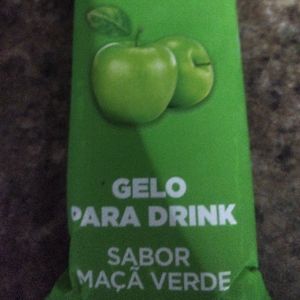 GELO
PARA DRINK
SABOR
MAÇÃ VERDE